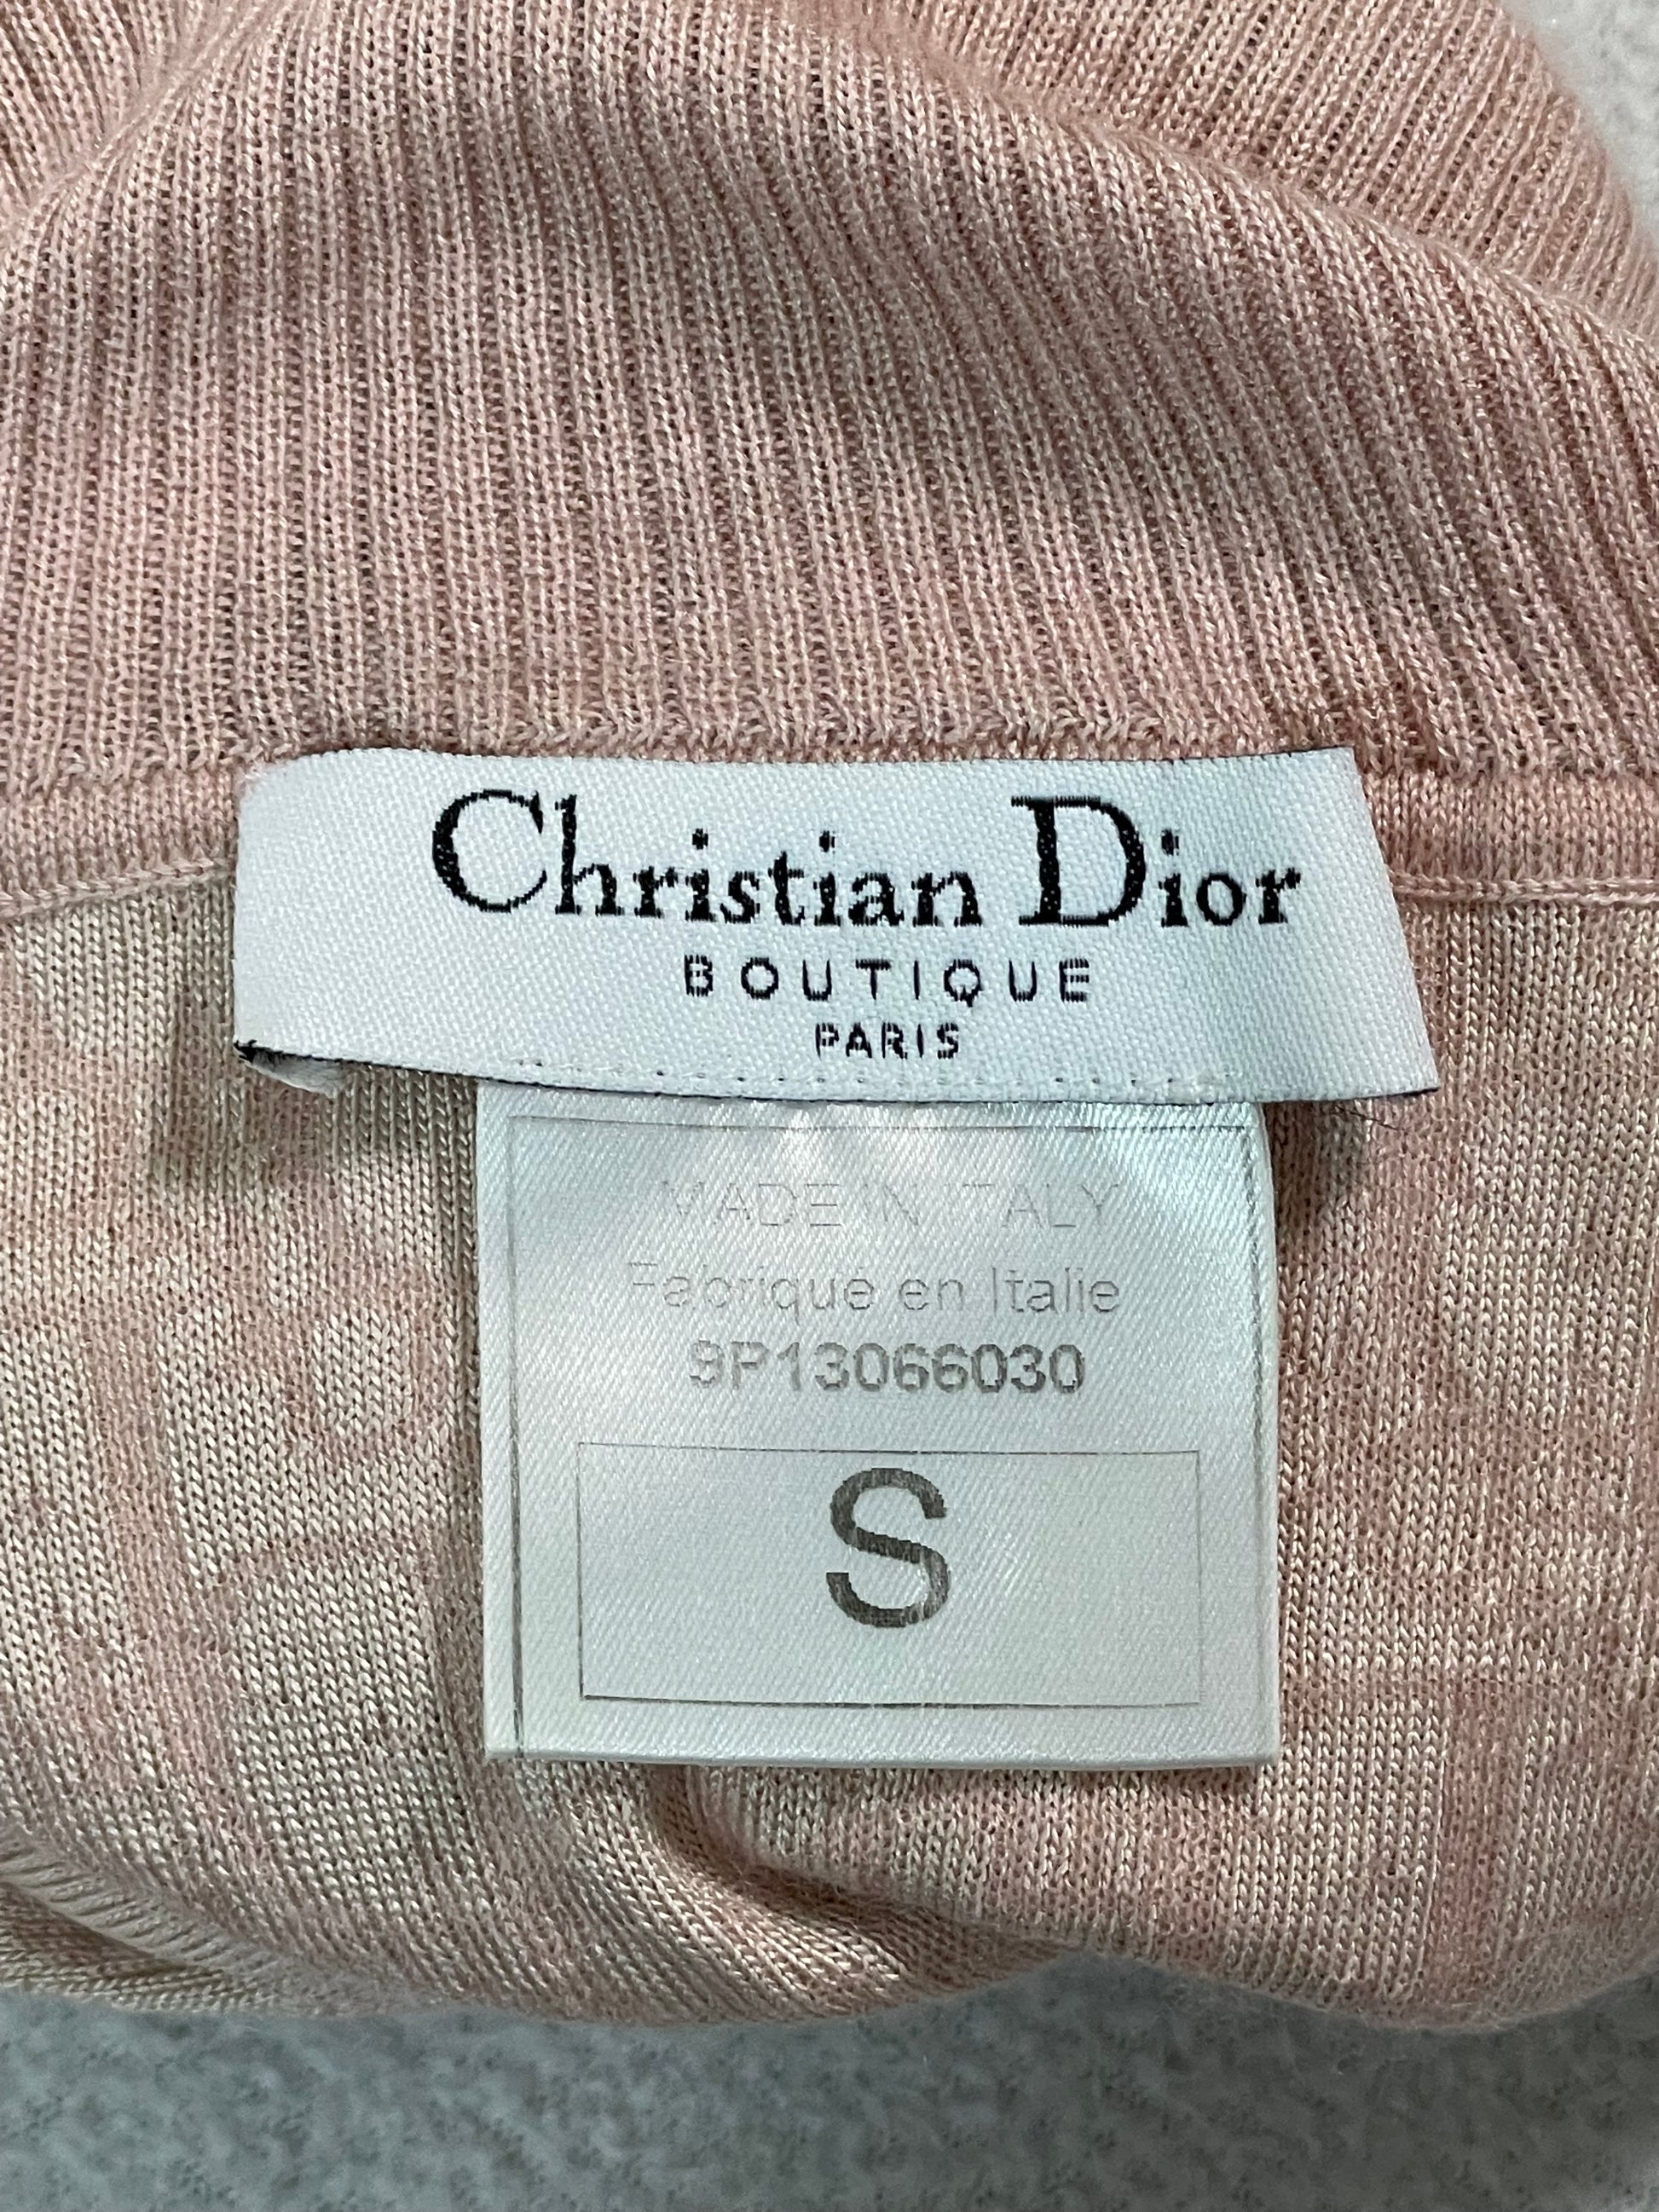 Christian Dior
BOUTIQUE
PARIS
MADE IN ITALY
Fabriqué en Italie
9P13066030
S